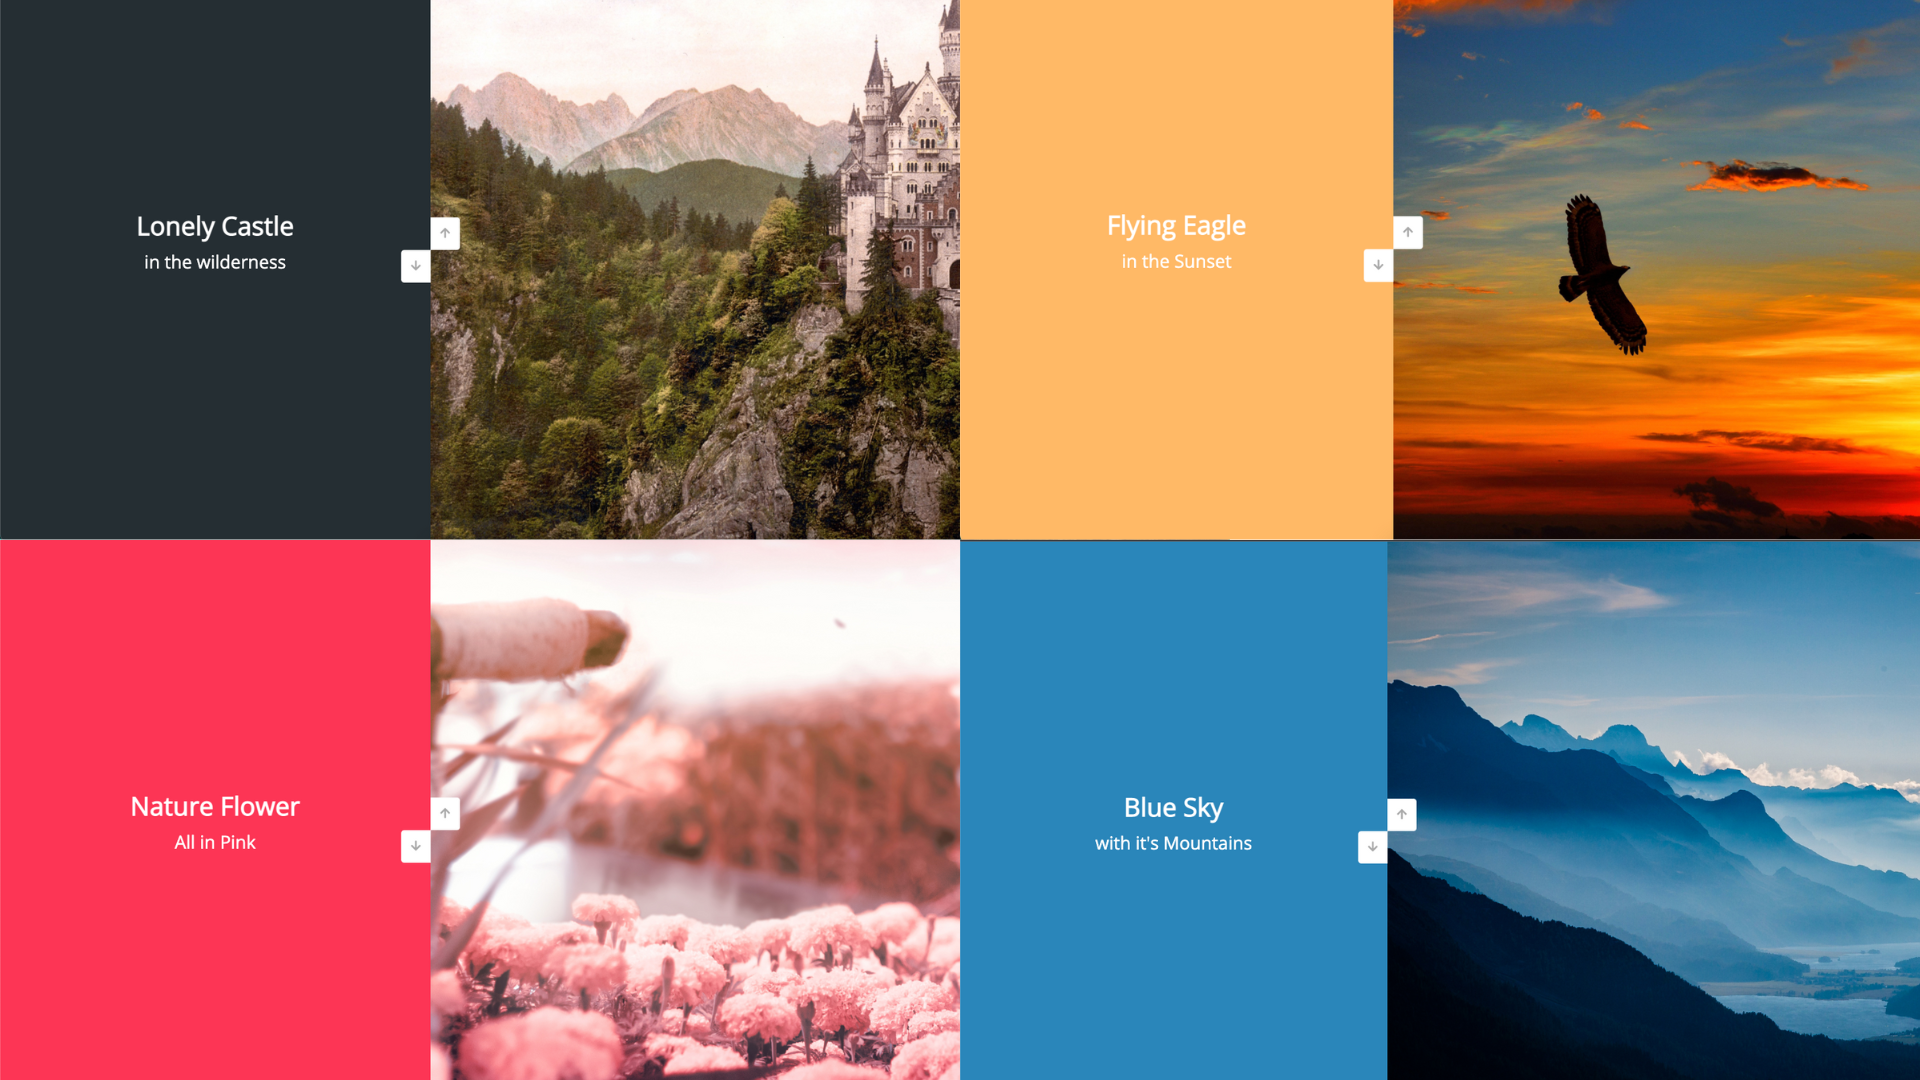 Lonely Castle
in the wilderness
Flying Eagle
in the Sunset
Nature Flower
All in Pink
Blue Sky
with it's Mountains